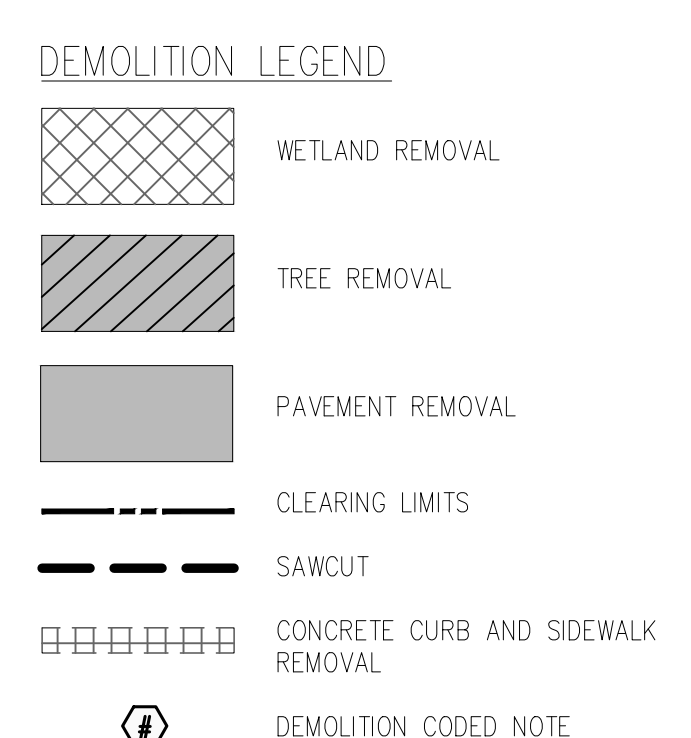 DEMOLITION LEGEND
WETLAND REMOVAL
TREE REMOVAL
PAVEMENT REMOVAL
CLEARING LIMITS
SAWCUT
CONCRETE CURB AND SIDEWALK
REMOVAL
# DEMOLITION CODED NOTE